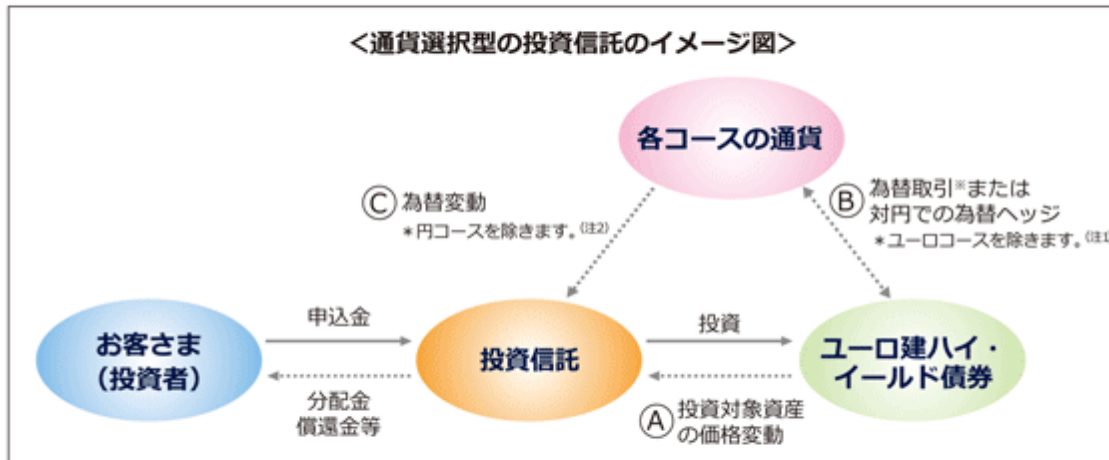 <通貨選択型の投資信託のイメージ図>
各コースの通貨
Ⓒ 為替変動
＊円コースを除きます。(注2)
Ⓑ 為替取引※または
対円での為替ヘッジ
＊ユーロコースを除きます。(注1)
お客さま
（投資者）
申込金
分配金
償還金等
投資信託
投資
Ⓐ 投資対象資産
の価格変動
ユーロ建ハイ・
イールド債券